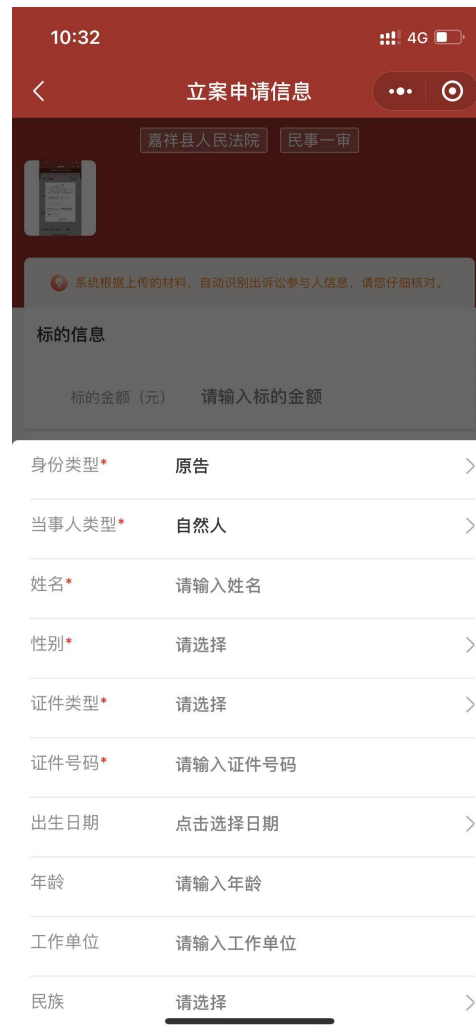 10:32
4G
立案申请信息
嘉祥县人民法院 民事一审
系统根据上传的材料，自动识别出诉讼参与人信息，请您仔细核对。
标的信息
标的金额（元） 请输入标的金额
身份类型* 原告
当事人类型* 自然人
姓名* 请输入姓名
性别* 请选择
证件类型* 请选择
证件号码* 请输入证件号码
出生日期 点击选择日期
年龄 请输入年龄
工作单位 请输入工作单位
民族 请选择